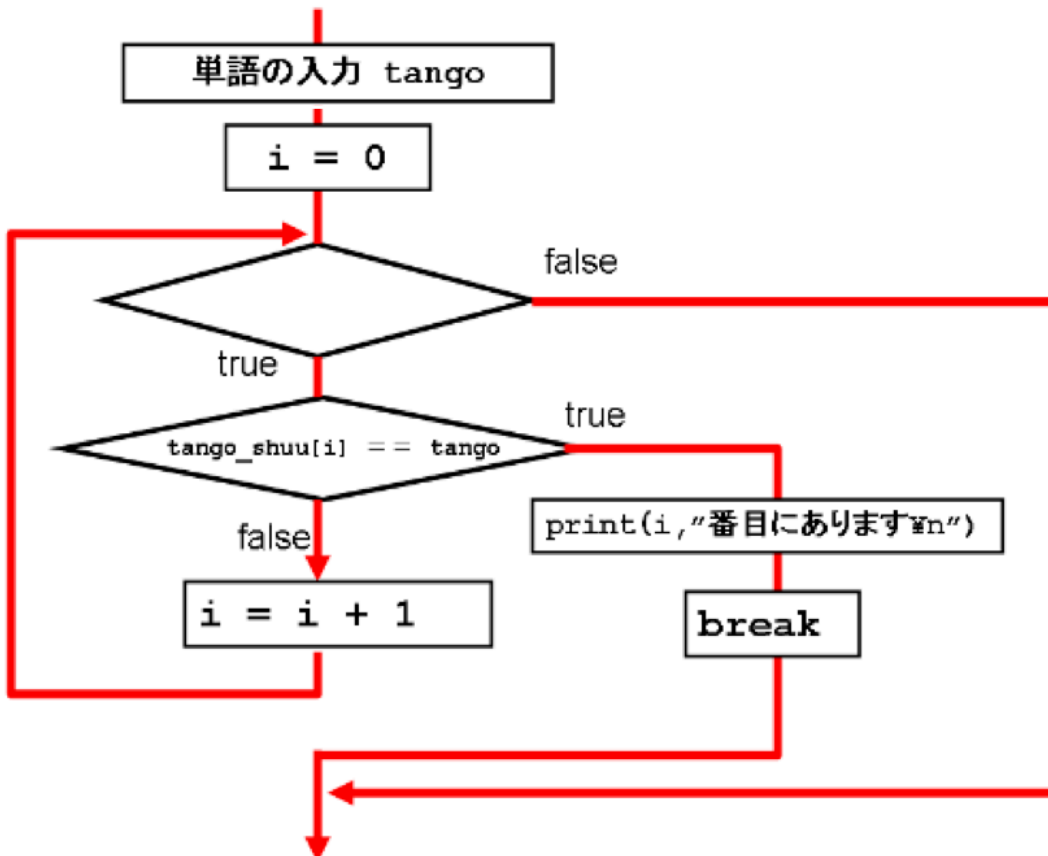 単語の入力 tango
i = 0
false
true
tango_shuu[i] == tango
true
false
print(i,"番目にあります¥n")
i = i + 1
break